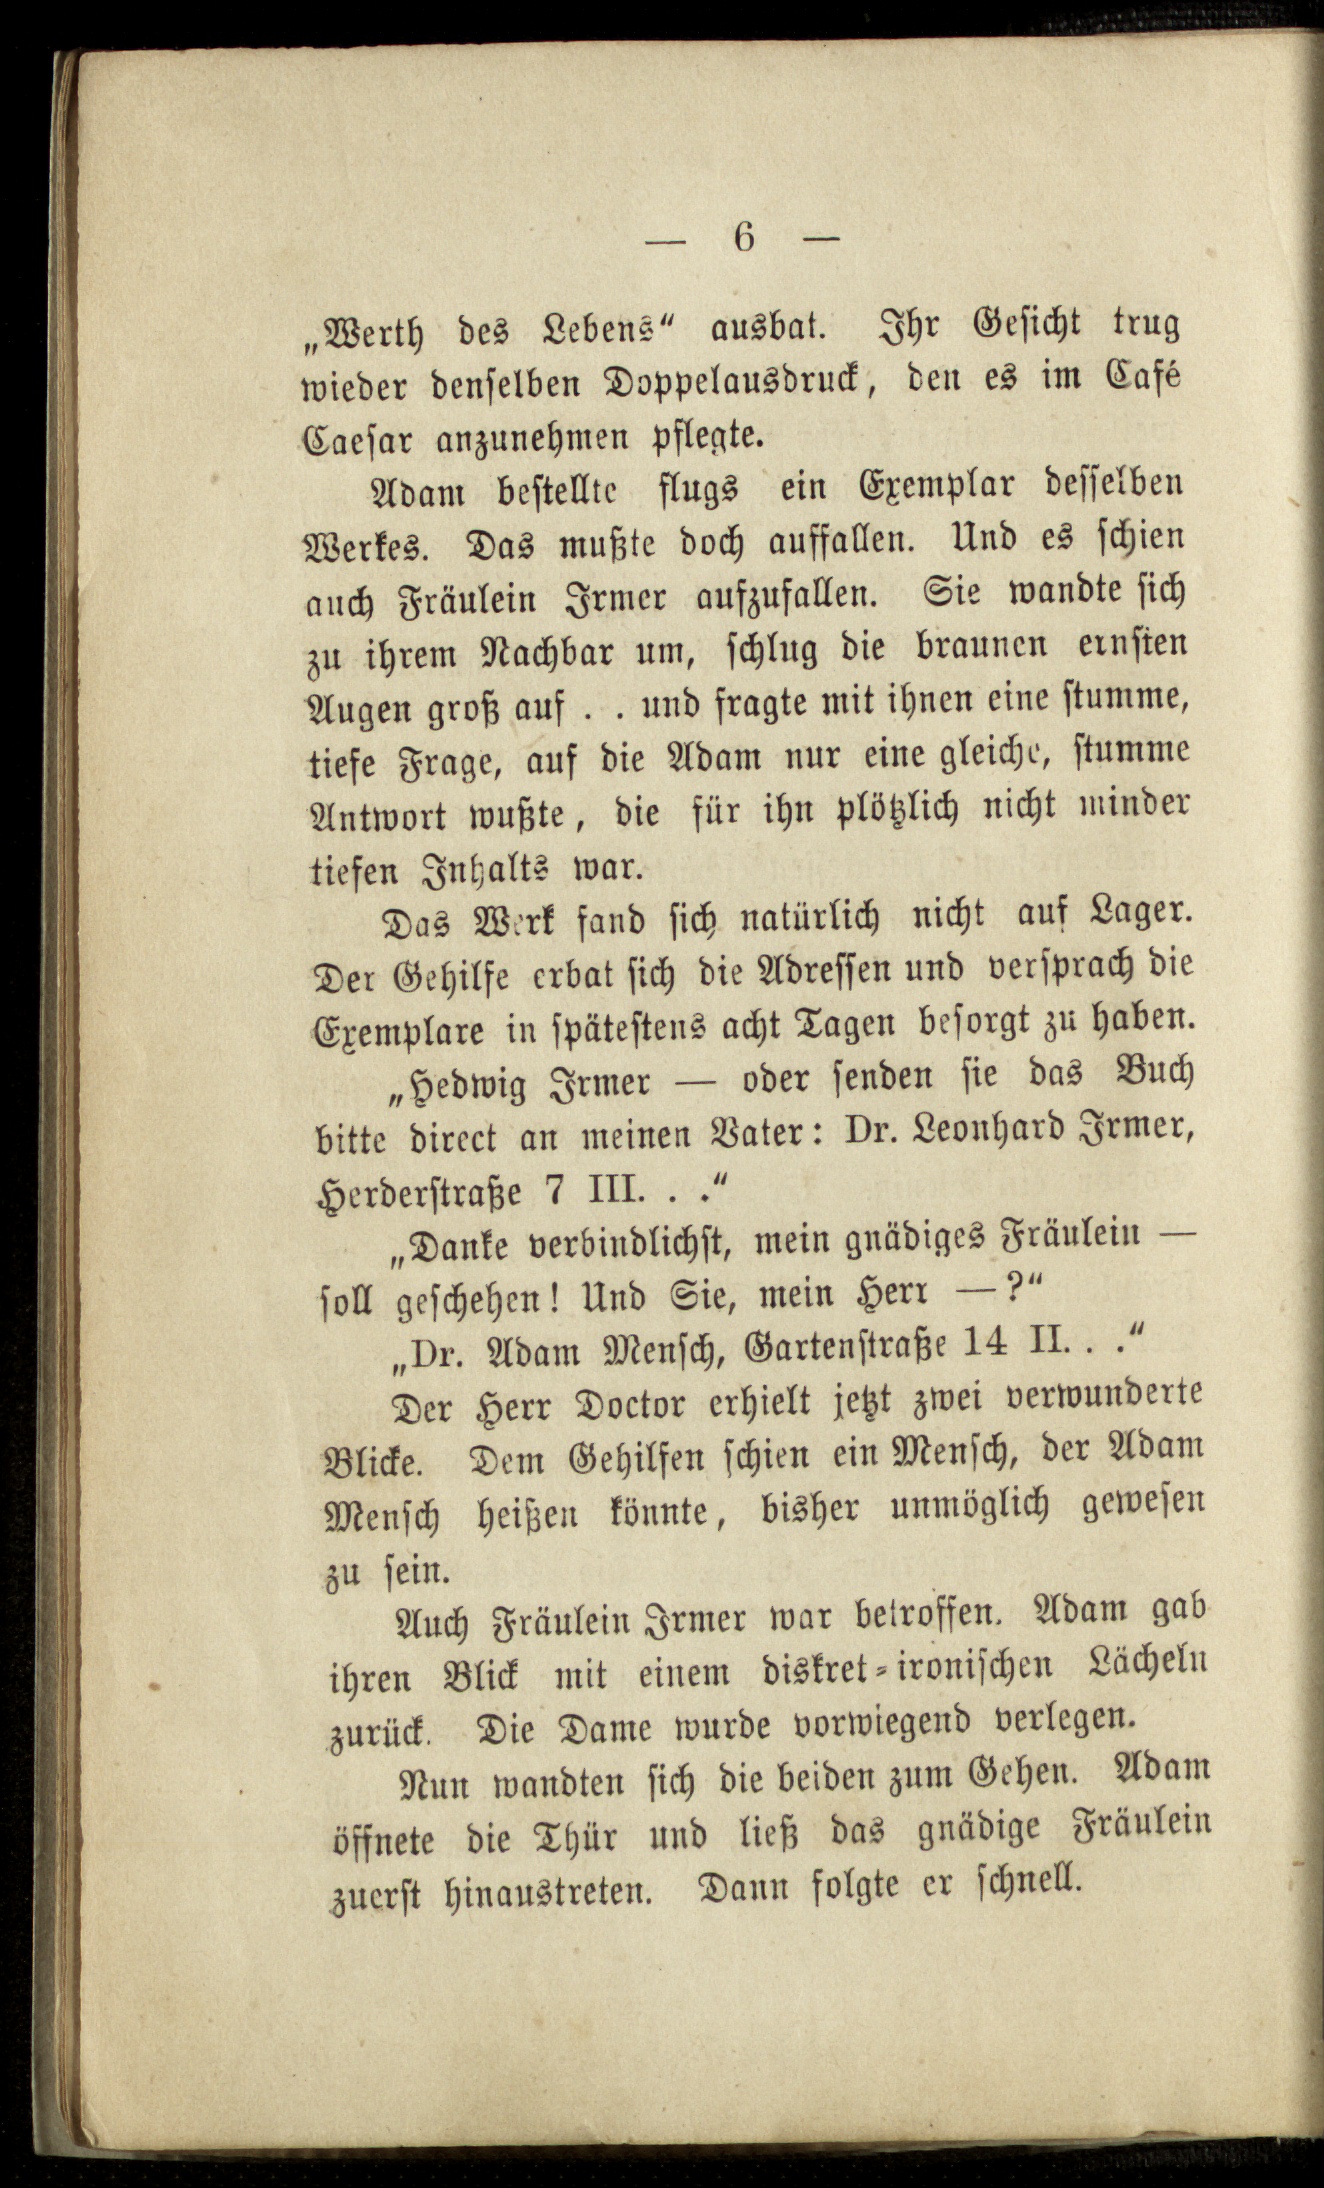 — 6 —
„Werth des Lebens“ ausbat. Ihr Gesicht trug
wieder denselben Doppelausdruck, den es im Café
Caesar anzunehmen pflegte.
Adam bestellte flugs ein Exemplar desselben
Werkes. Das mußte doch auffallen. Und es schien
auch Fräulein Irmer aufzufallen. Sie wandte sich
zu ihrem Nachbar um, schlug die braunen ernsten
Augen groß auf . . und fragte mit ihnen eine stumme,
tiefe Frage, auf die Adam nur eine gleiche, stumme
Antwort wußte, die für ihn plötzlich nicht minder
tiefen Inhalts war.
Das Werk fand sich natürlich nicht auf Lager.
Der Gehilfe erbat sich die Adressen und versprach die
Exemplare in spätestens acht Tagen besorgt zu haben.
„Hedwig Irmer — oder senden sie das Buch
bitte direct an meinen Vater: Dr. Leonhard Irmer,
Herderstraße 7 III. . .“
„Danke verbindlichst, mein gnädiges Fräulein —
soll geschehen! Und Sie, mein Herr —?“
„Dr. Adam Mensch, Gartenstraße 14 II. . .“
Der Herr Doctor erhielt jetzt zwei verwunderte
Blicke. Dem Gehilfen schien ein Mensch, der Adam
Mensch heißen könnte, bisher unmöglich gewesen
zu sein.
Auch Fräulein Irmer war betroffen. Adam gab
ihren Blick mit einem diskret-ironischen Lächeln
zurück. Die Dame wurde vorwiegend verlegen.
Nun wandten sich die beiden zum Gehen. Adam
öffnete die Thür und ließ das gnädige Fräulein
zuerst hinaustreten. Dann folgte er schnell.